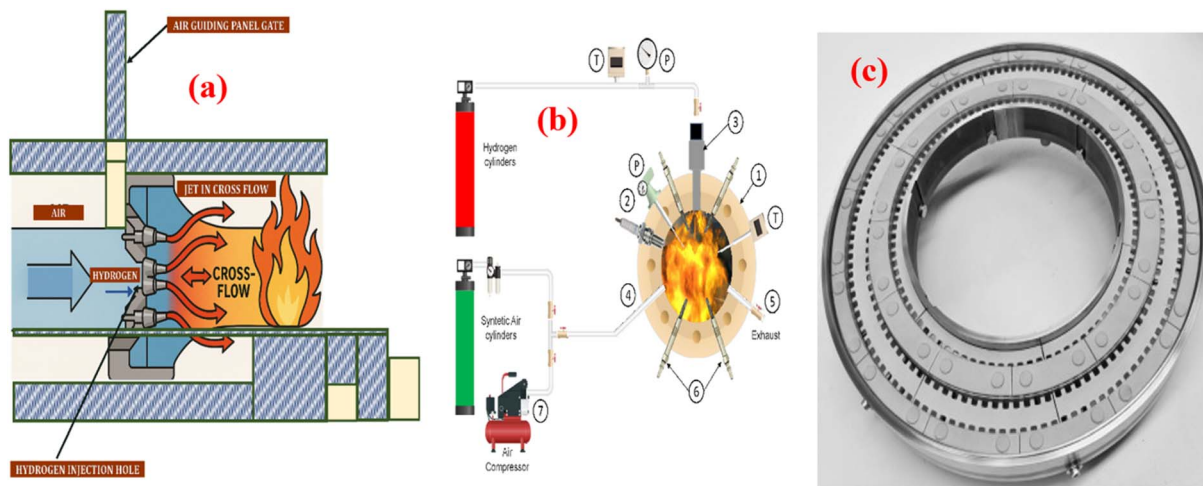 AIR GUIDING PANEL GATE
(a)
JET IN CROSS FLOW
AIR
HYDROGEN
CROSS-
FLOW
HYDROGEN INJECTION HOLE
(b)
T
P
Hydrogen
cylinders
3
P
1
2
T
4
5
Syntetic Air
cylinders
Exhaust
6
7
Air
Compressor
(c)